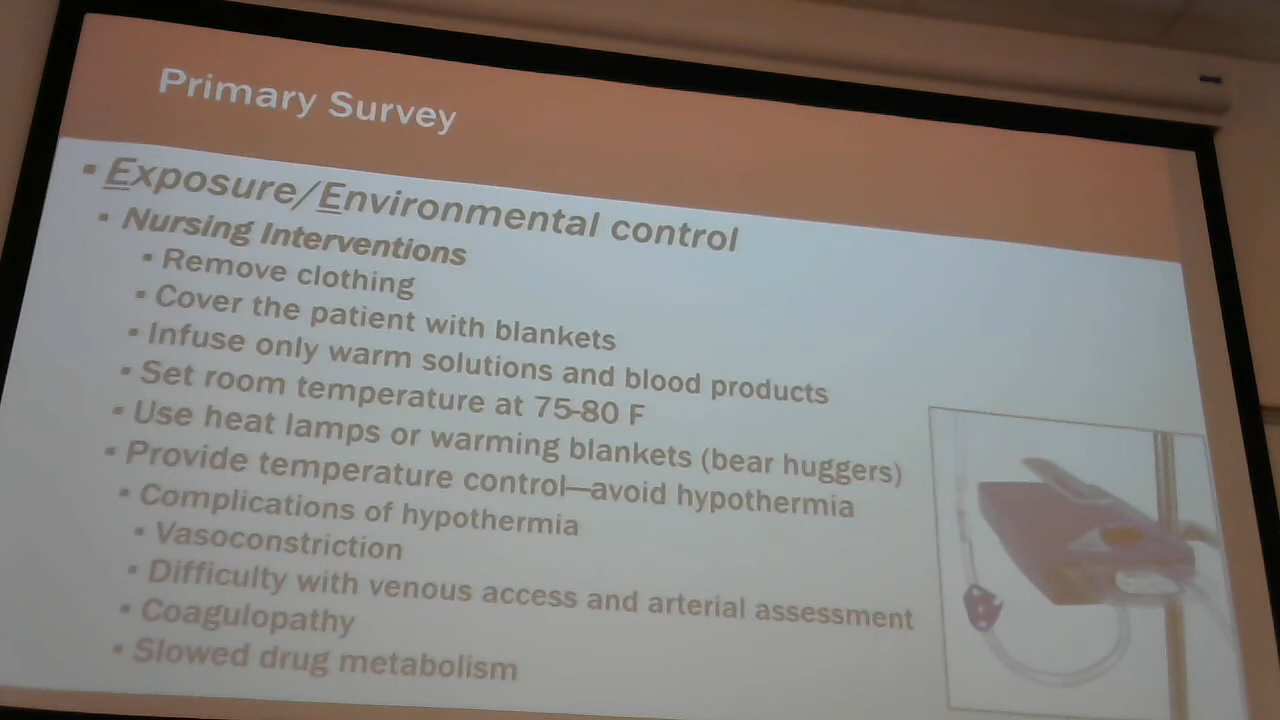 Primary Survey
▪ Exposure/Environmental control
▪ Nursing Interventions
▪ Remove clothing
▪ Cover the patient with blankets
▪ Infuse only warm solutions and blood products
▪ Set room temperature at 75-80 F
▪ Use heat lamps or warming blankets (bear huggers)
▪ Provide temperature control—avoid hypothermia
▪ Complications of hypothermia
▪ Vasoconstriction
▪ Difficulty with venous access and arterial assessment
▪ Coagulopathy
▪ Slowed drug metabolism